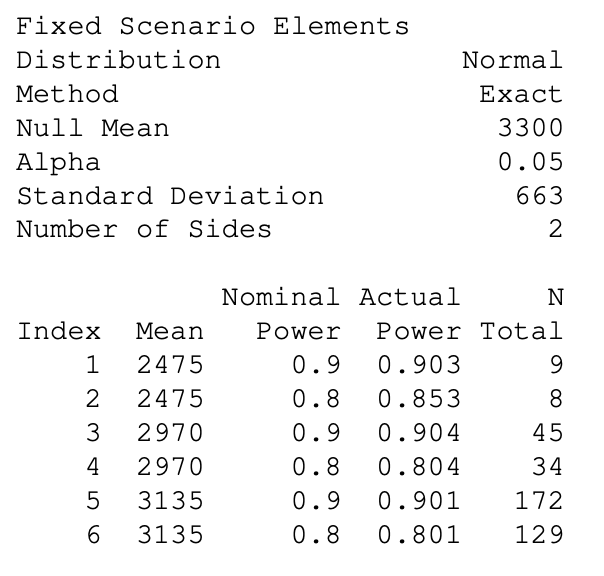 Fixed Scenario Elements
Distribution Normal
Method Exact
Null Mean 3300
Alpha 0.05
Standard Deviation 663
Number of Sides 2
Nominal Actual N
Index Mean Power Power Total
1 2475 0.9 0.903 9
2 2475 0.8 0.853 8
3 2970 0.9 0.904 45
4 2970 0.8 0.804 34
5 3135 0.9 0.901 172
6 3135 0.8 0.801 129